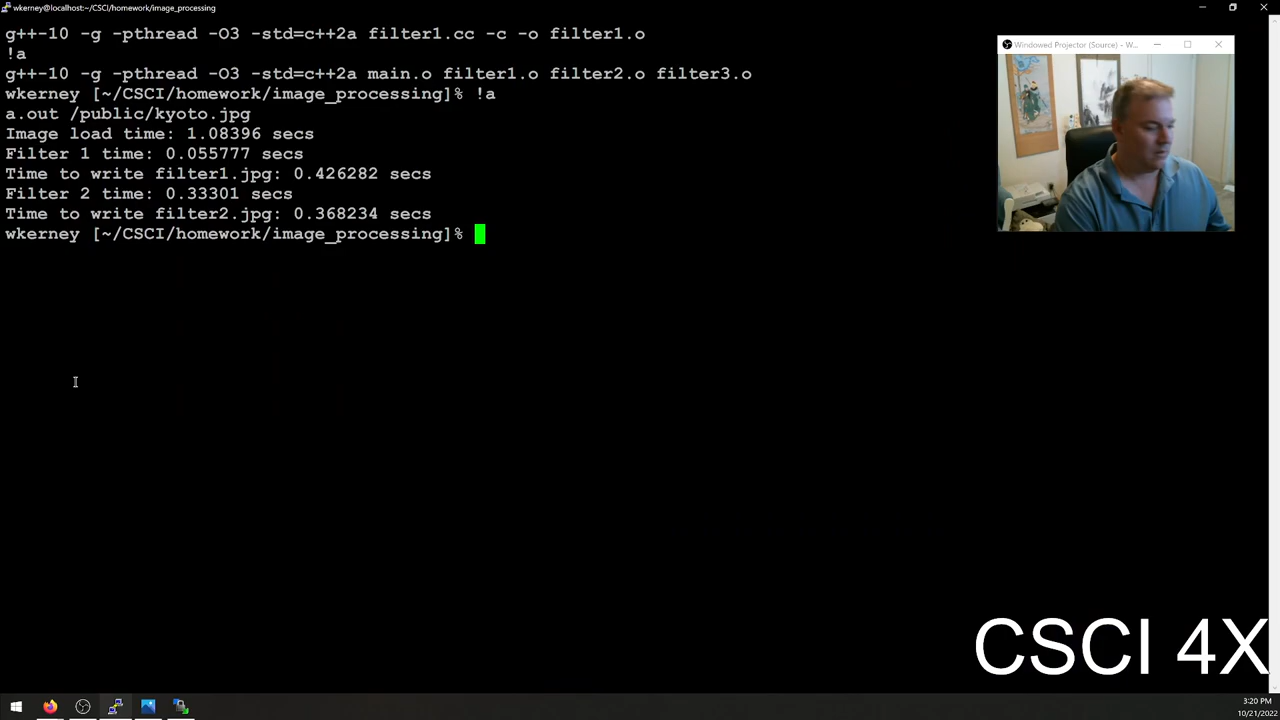 wkerney@localhost:~/CSCI/homework/image_processing
g++-10 -g -pthread -O3 -std=c++2a filter1.cc -c -o filter1.o
!a
g++-10 -g -pthread -O3 -std=c++2a main.o filter1.o filter2.o filter3.o
wkerney [~/CSCI/homework/image_processing]% !a
a.out /public/kyoto.jpg
Image load time: 1.08396 secs
Filter 1 time: 0.055777 secs
Time to write filter1.jpg: 0.426282 secs
Filter 2 time: 0.33301 secs
Time to write filter2.jpg: 0.368234 secs
wkerney [~/CSCI/homework/image_processing]%
Windowed Projector (Source) - W...
CSCI 4X
3:20 PM
10/21/2022